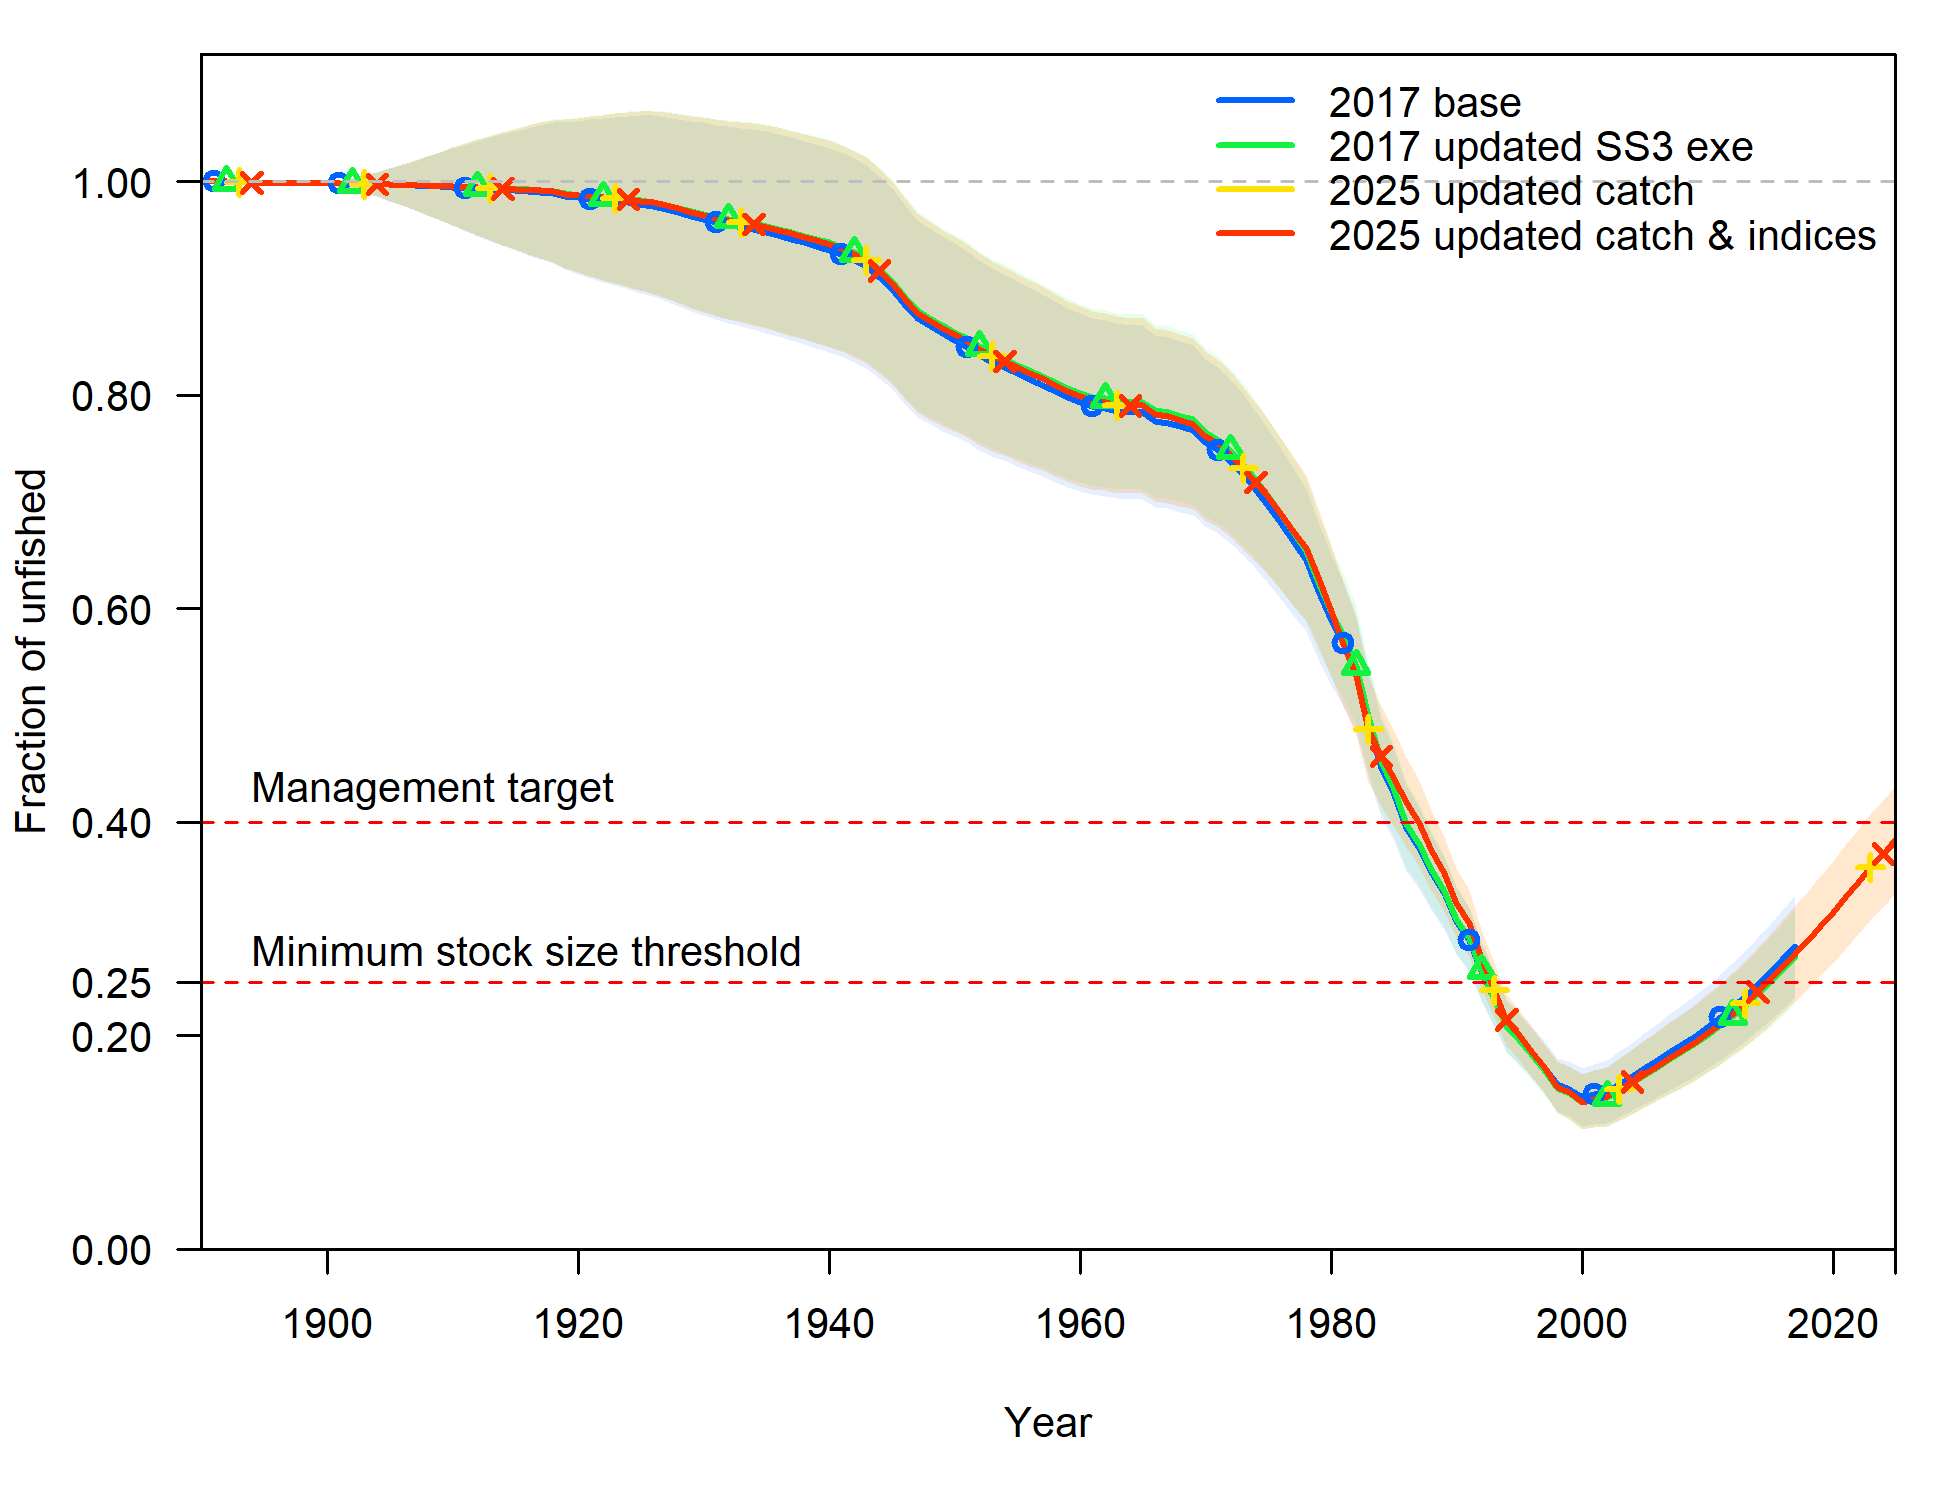 2017 base
2017 updated SS3 exe
2025 updated catch
2025 updated catch & indices
1.00
0.80
0.60
0.40
0.25
0.20
0.00
Fraction of unfished
Management target
Minimum stock size threshold
1900
1920
1940
1960
1980
2000
2020
Year